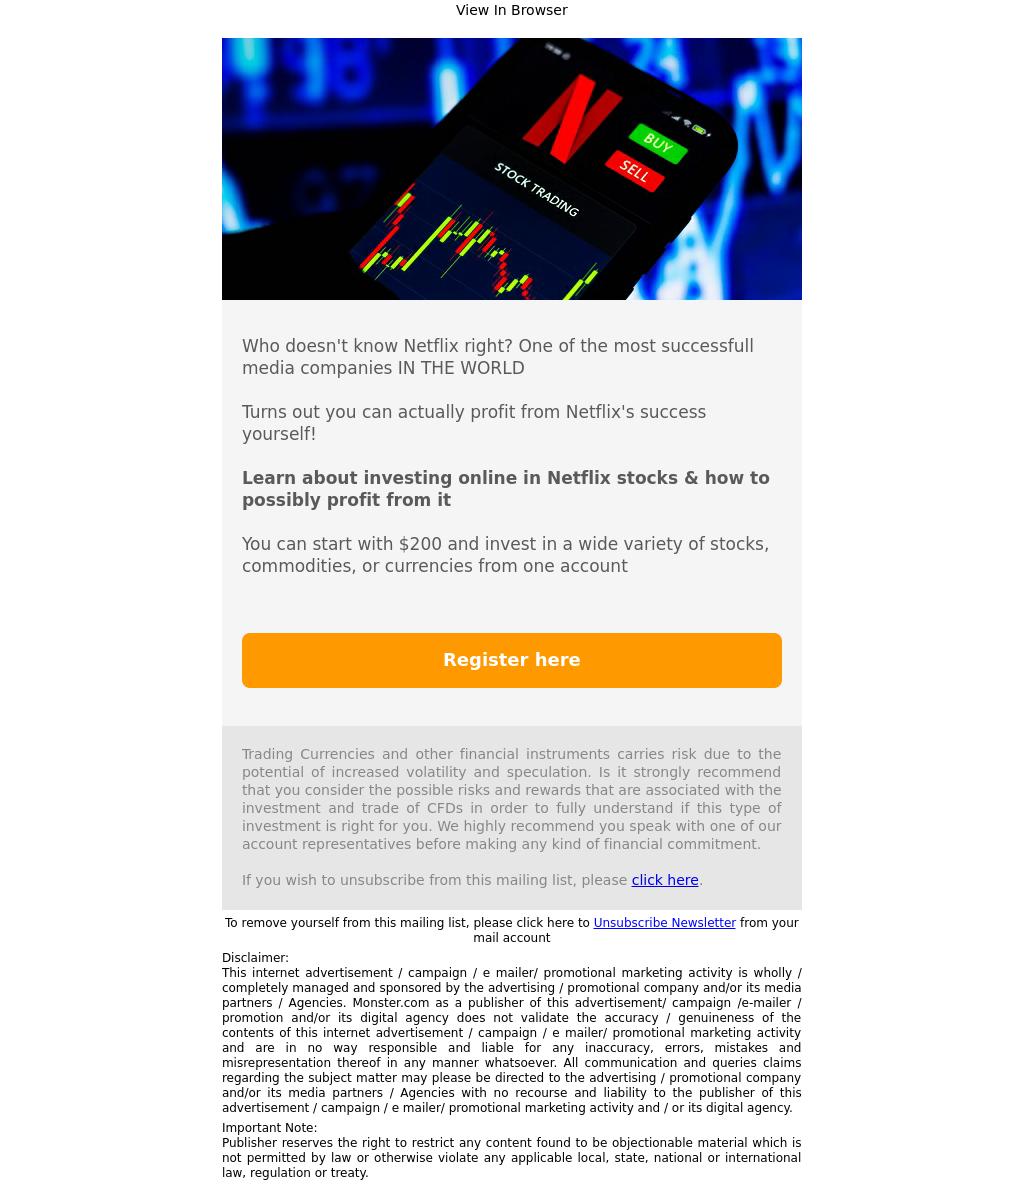 View In Browser
BUY
SELL
STOCK TRADING
Who doesn't know Netflix right? One of the most successfull
media companies IN THE WORLD
Turns out you can actually profit from Netflix's success
yourself!
Learn about investing online in Netflix stocks & how to
possibly profit from it
You can start with $200 and invest in a wide variety of stocks,
commodities, or currencies from one account
Register here
Trading Currencies and other financial instruments carries risk due to the
potential of increased volatility and speculation. Is it strongly recommend
that you consider the possible risks and rewards that are associated with the
investment and trade of CFDs in order to fully understand if this type of
investment is right for you. We highly recommend you speak with one of our
account representatives before making any kind of financial commitment.
If you wish to unsubscribe from this mailing list, please click here.
To remove yourself from this mailing list, please click here to Unsubscribe Newsletter from your
mail account
Disclaimer:
This internet advertisement / campaign / e mailer/ promotional marketing activity is wholly /
completely managed and sponsored by the advertising / promotional company and/or its media
partners / Agencies. Monster.com as a publisher of this advertisement/ campaign /e-mailer /
promotion and/or its digital agency does not validate the accuracy / genuineness of the
contents of this internet advertisement / campaign / e mailer/ promotional marketing activity
and are in no way responsible and liable for any inaccuracy, errors, mistakes and
misrepresentation thereof in any manner whatsoever. All communication and queries claims
regarding the subject matter may please be directed to the advertising / promotional company
and/or its media partners / Agencies with no recourse and liability to the publisher of this
advertisement / campaign / e mailer/ promotional marketing activity and / or its digital agency.
Important Note:
Publisher reserves the right to restrict any content found to be objectionable material which is
not permitted by law or otherwise violate any applicable local, state, national or international
law, regulation or treaty.